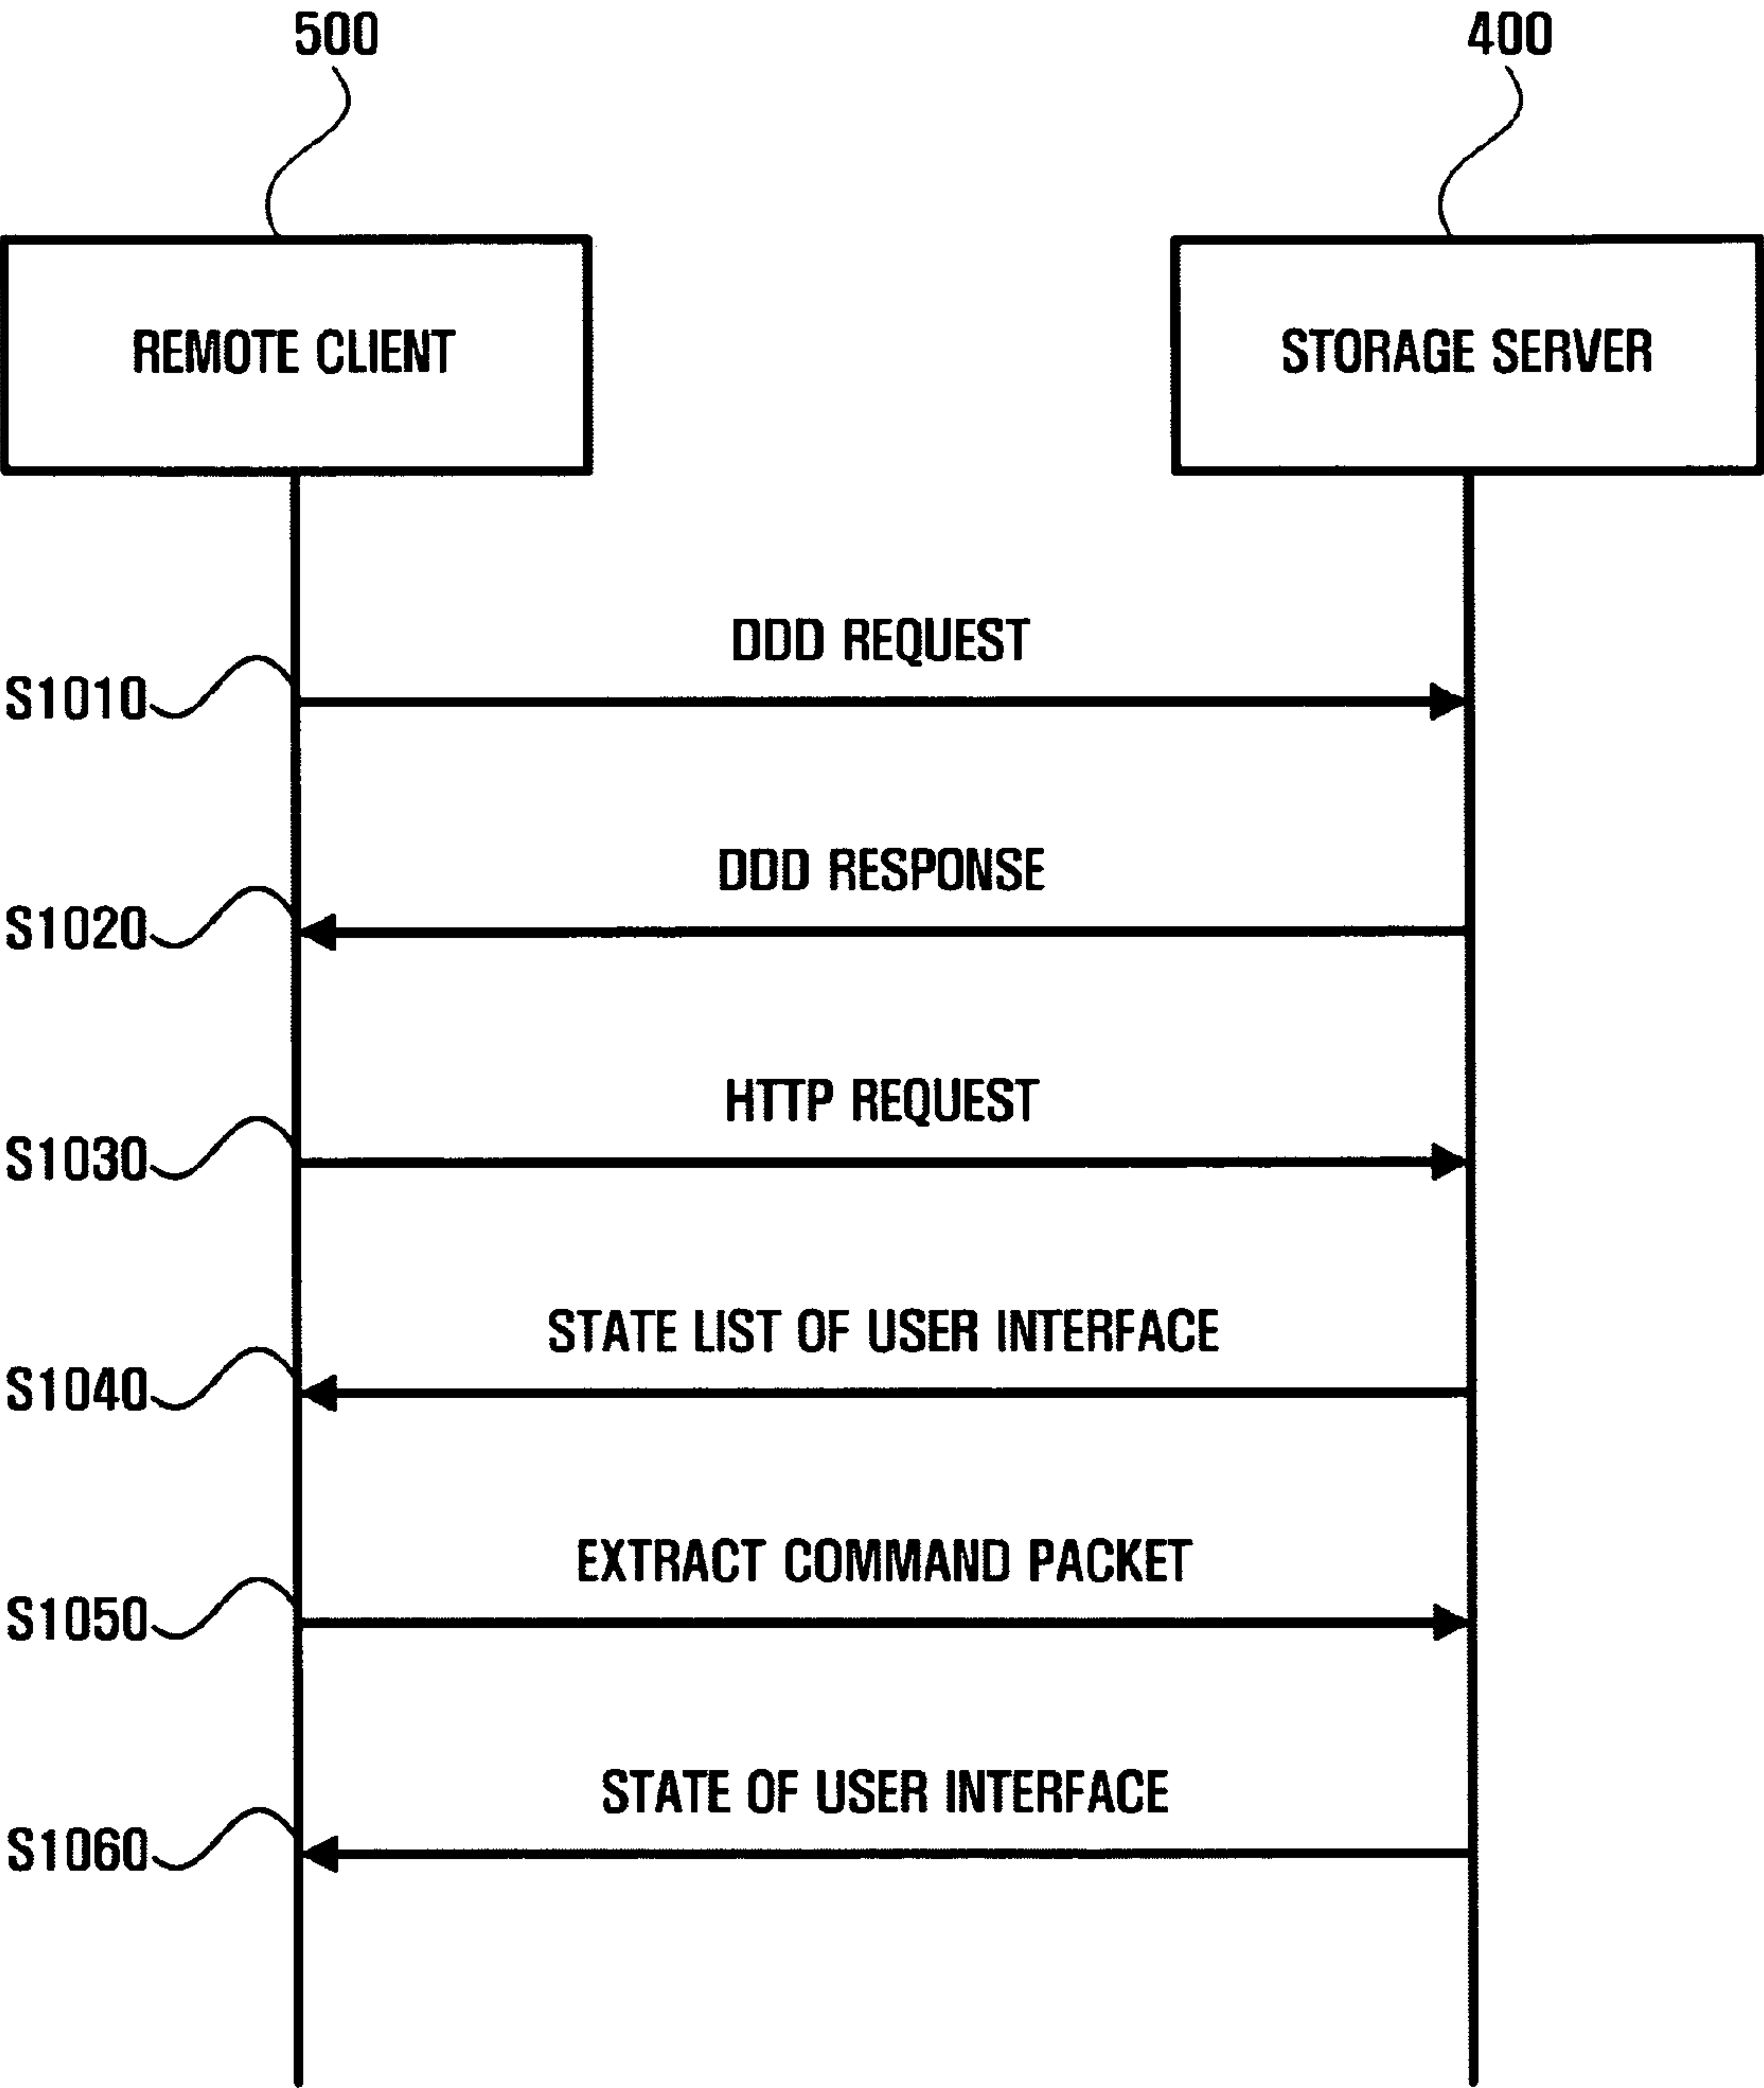 500
400
REMOTE CLIENT
STORAGE SERVER
DDD REQUEST
S1010
DDD RESPONSE
S1020
HTTP REQUEST
S1030
STATE LIST OF USER INTERFACE
S1040
EXTRACT COMMAND PACKET
S1050
STATE OF USER INTERFACE
S1060